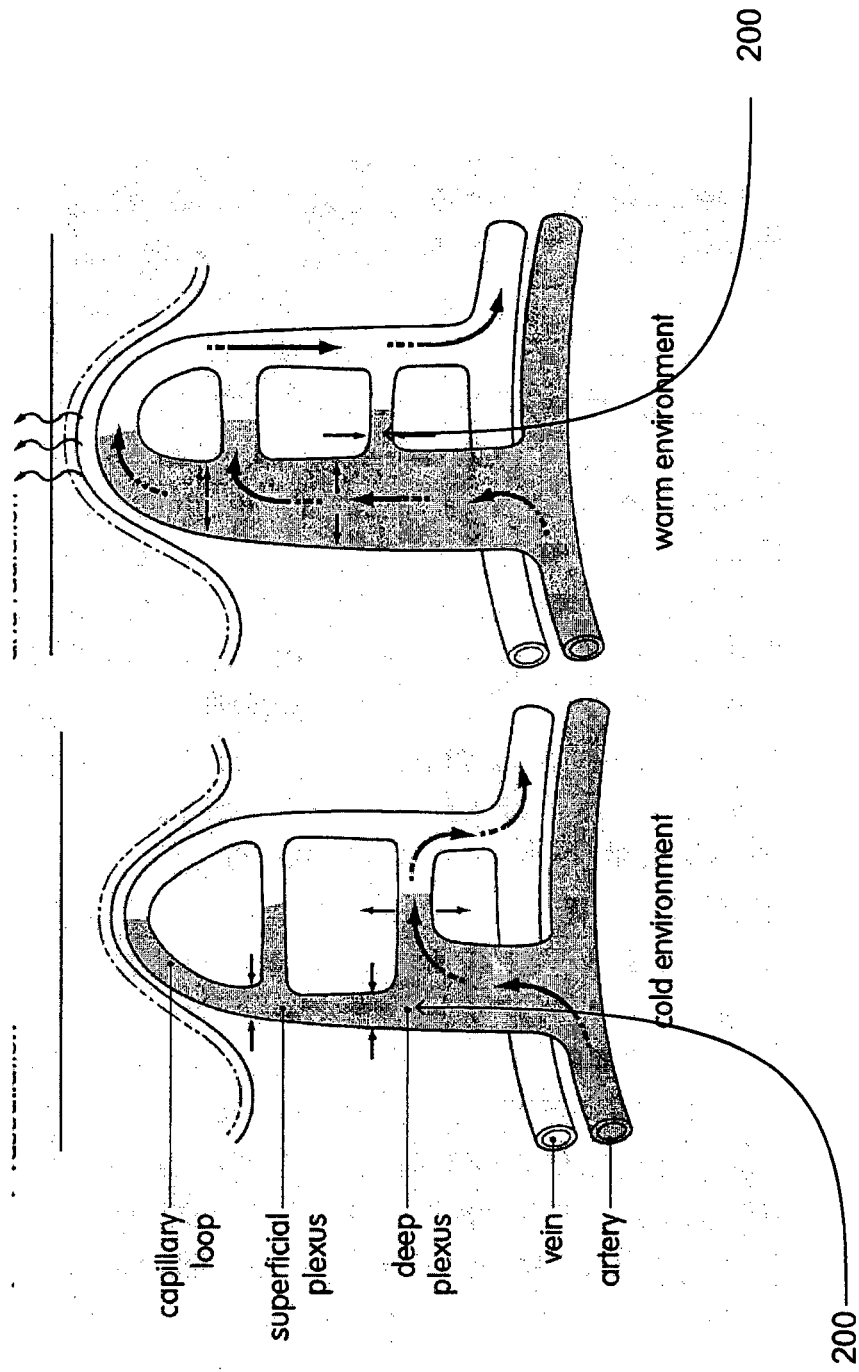 capillary
loop
superficial
plexus
deep
plexus
vein
artery
cold environment
200
warm environment
200